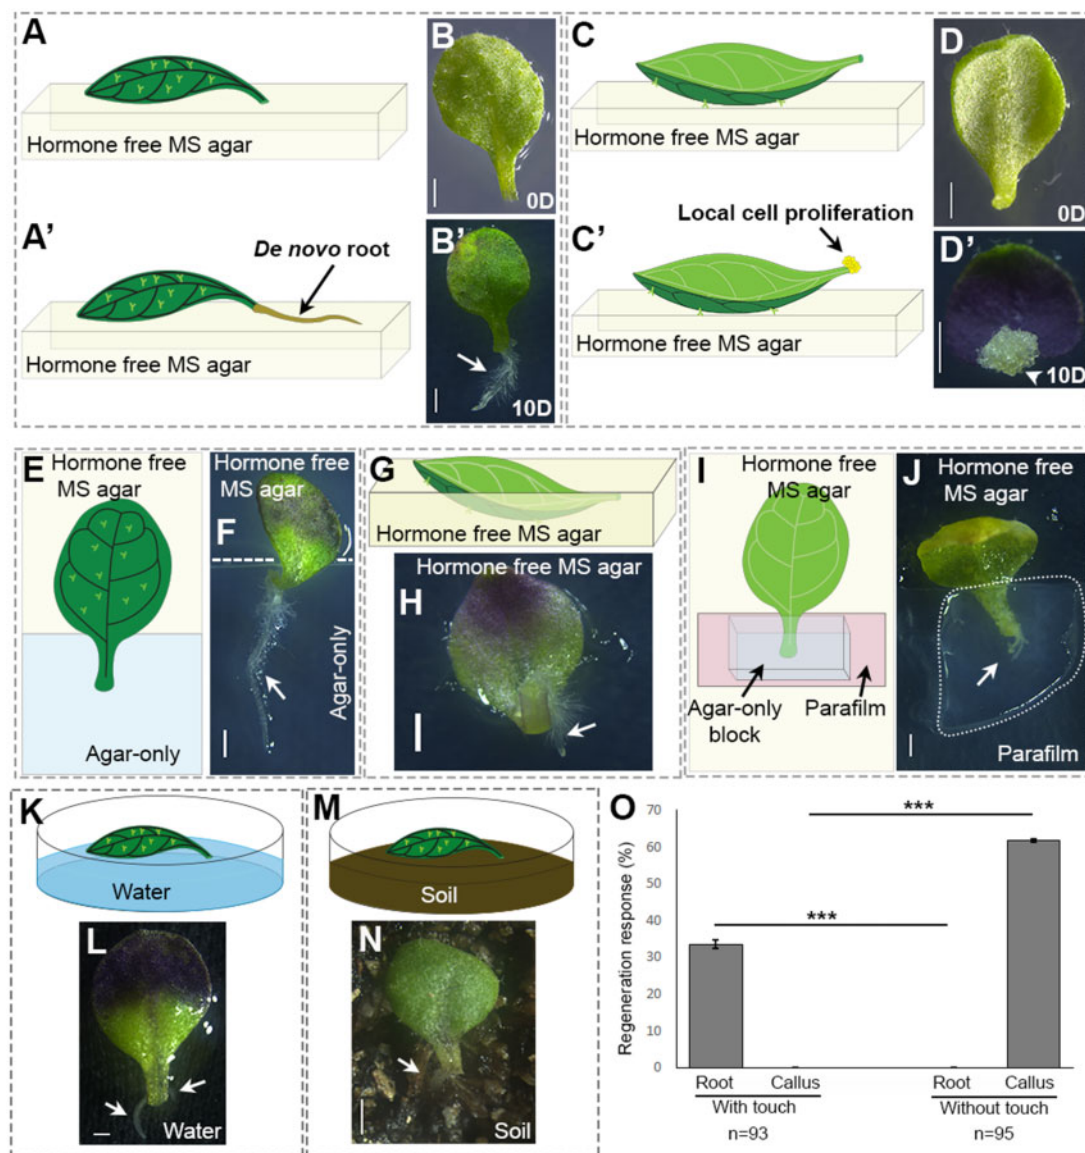 A
Hormone free MS agar
B
0D
C
Hormone free MS agar
D
0D
A'
De novo root
Hormone free MS agar
B'
10D
C'
Local cell proliferation
Hormone free MS agar
D'
10D
E
Hormone free
MS agar
Agar-only
F
Hormone free
MS agar
Agar-only
G
Hormone free MS agar
H
Hormone free MS agar
I
Hormone free
MS agar
Agar-only
block
Parafilm
J
Hormone free
MS agar
Parafilm
K
Water
L
Water
M
Soil
N
Soil
O
Regeneration response (%)
70
60
50
40
30
20
10
0
***
***
Root
Callus
Root
Callus
With touch
Without touch
n=93
n=95